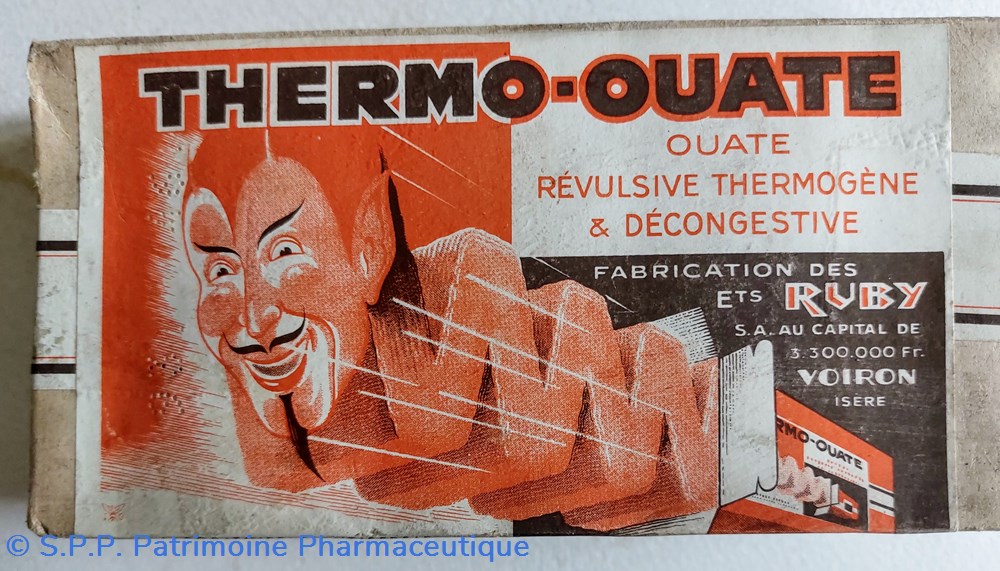 THERMO-OUATE
OUATE
RÉVULSIVE THERMOGÈNE
& DÉCONGESTIVE
FABRICATION DES
ETS RUBY
S.A. AU CAPITAL DE
3.300.000 Fr.
VOIRON
ISÈRE
RMO-OUATE
© S.P.P. Patrimoine Pharmaceutique